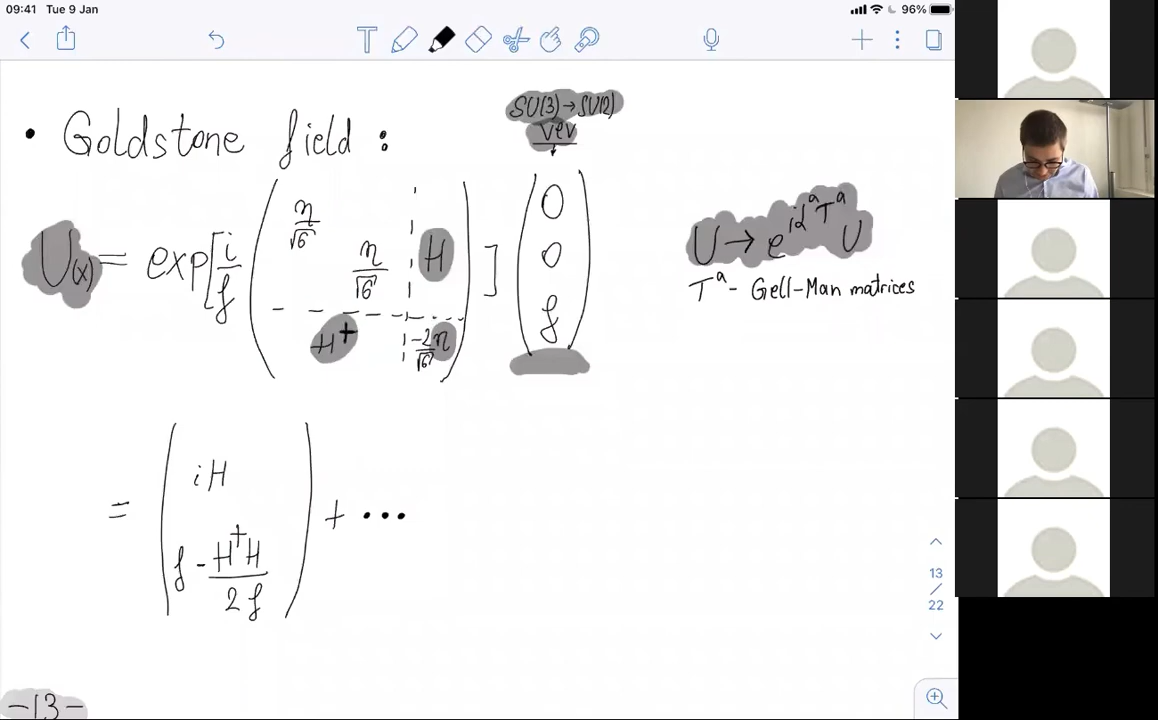 09:41 Tue 9 Jan 96%
SU(3)→SU(2)
vev
• Goldstone field :
U(x) = exp[i/f ( η/√6 H
η/√6
H† -2η/√6 ) ] ( 0
0
f )
U → e^{iα^a T^a} U
T^a - Gell-Man matrices
= ( iH
f - H†H/2f ) + •••
13
/
22
-13-